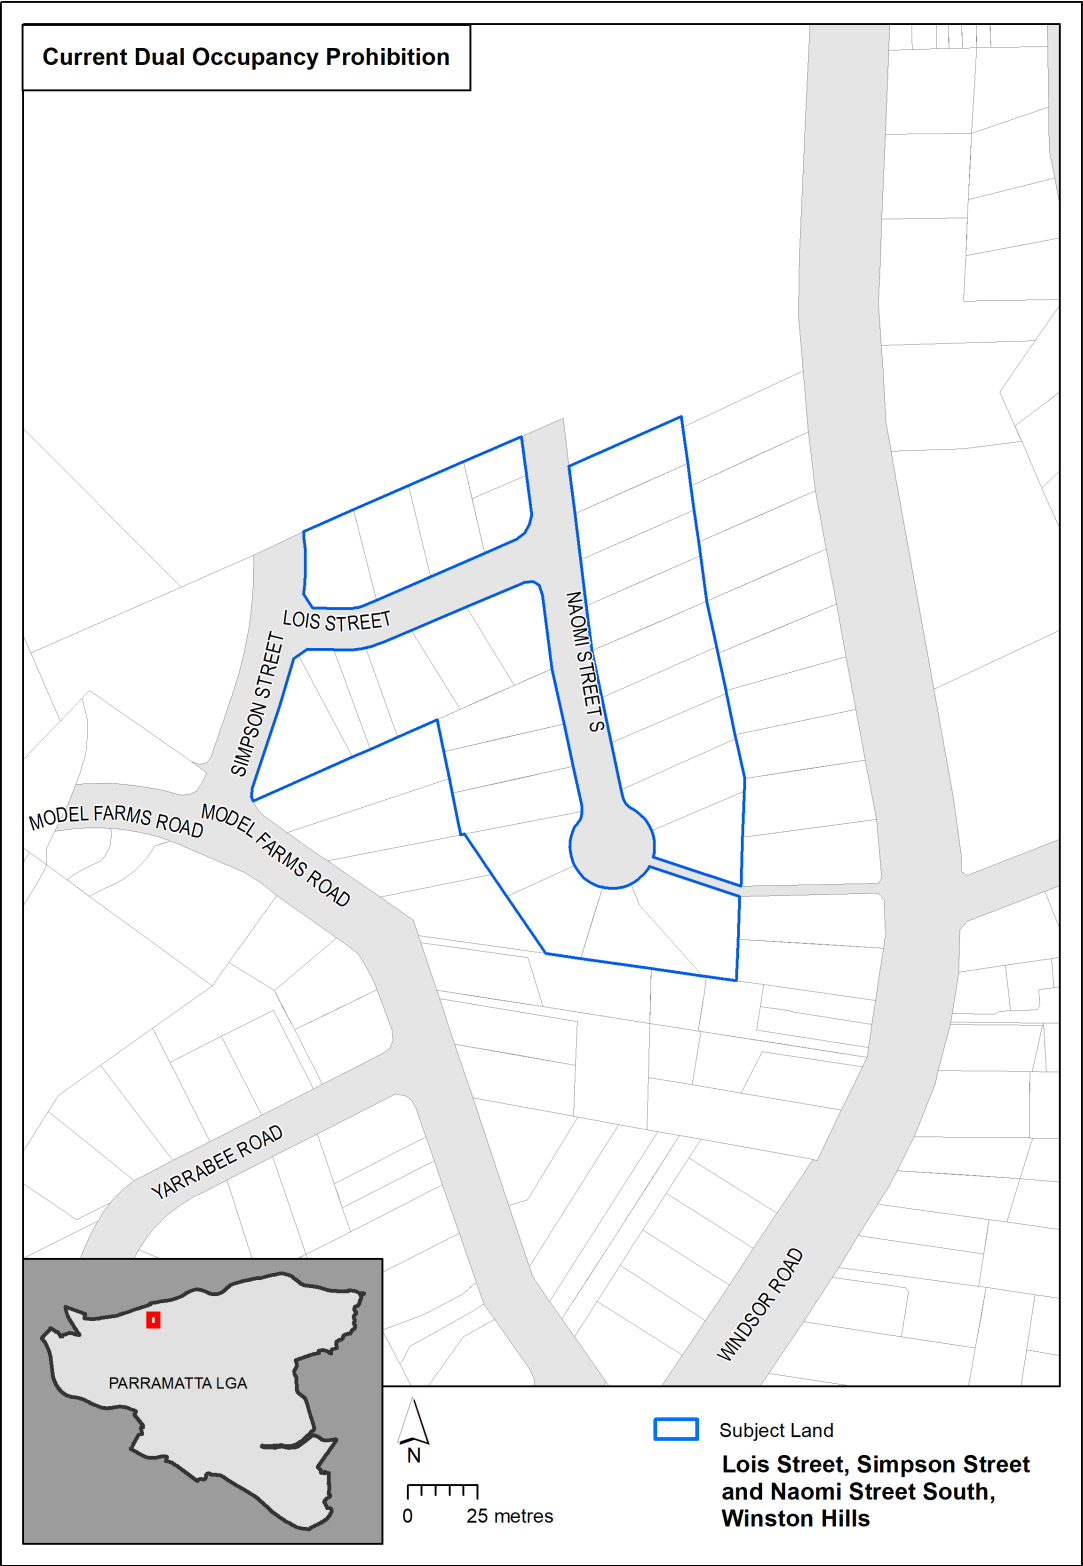 Current Dual Occupancy Prohibition
LOIS STREET
NAOMI STREET S
SIMPSON STREET
MODEL FARMS ROAD
MODEL FARMS ROAD
YARRABEE ROAD
WINDSOR ROAD
PARRAMATTA LGA
N
0 25 metres
Subject Land
Lois Street, Simpson Street
and Naomi Street South,
Winston Hills